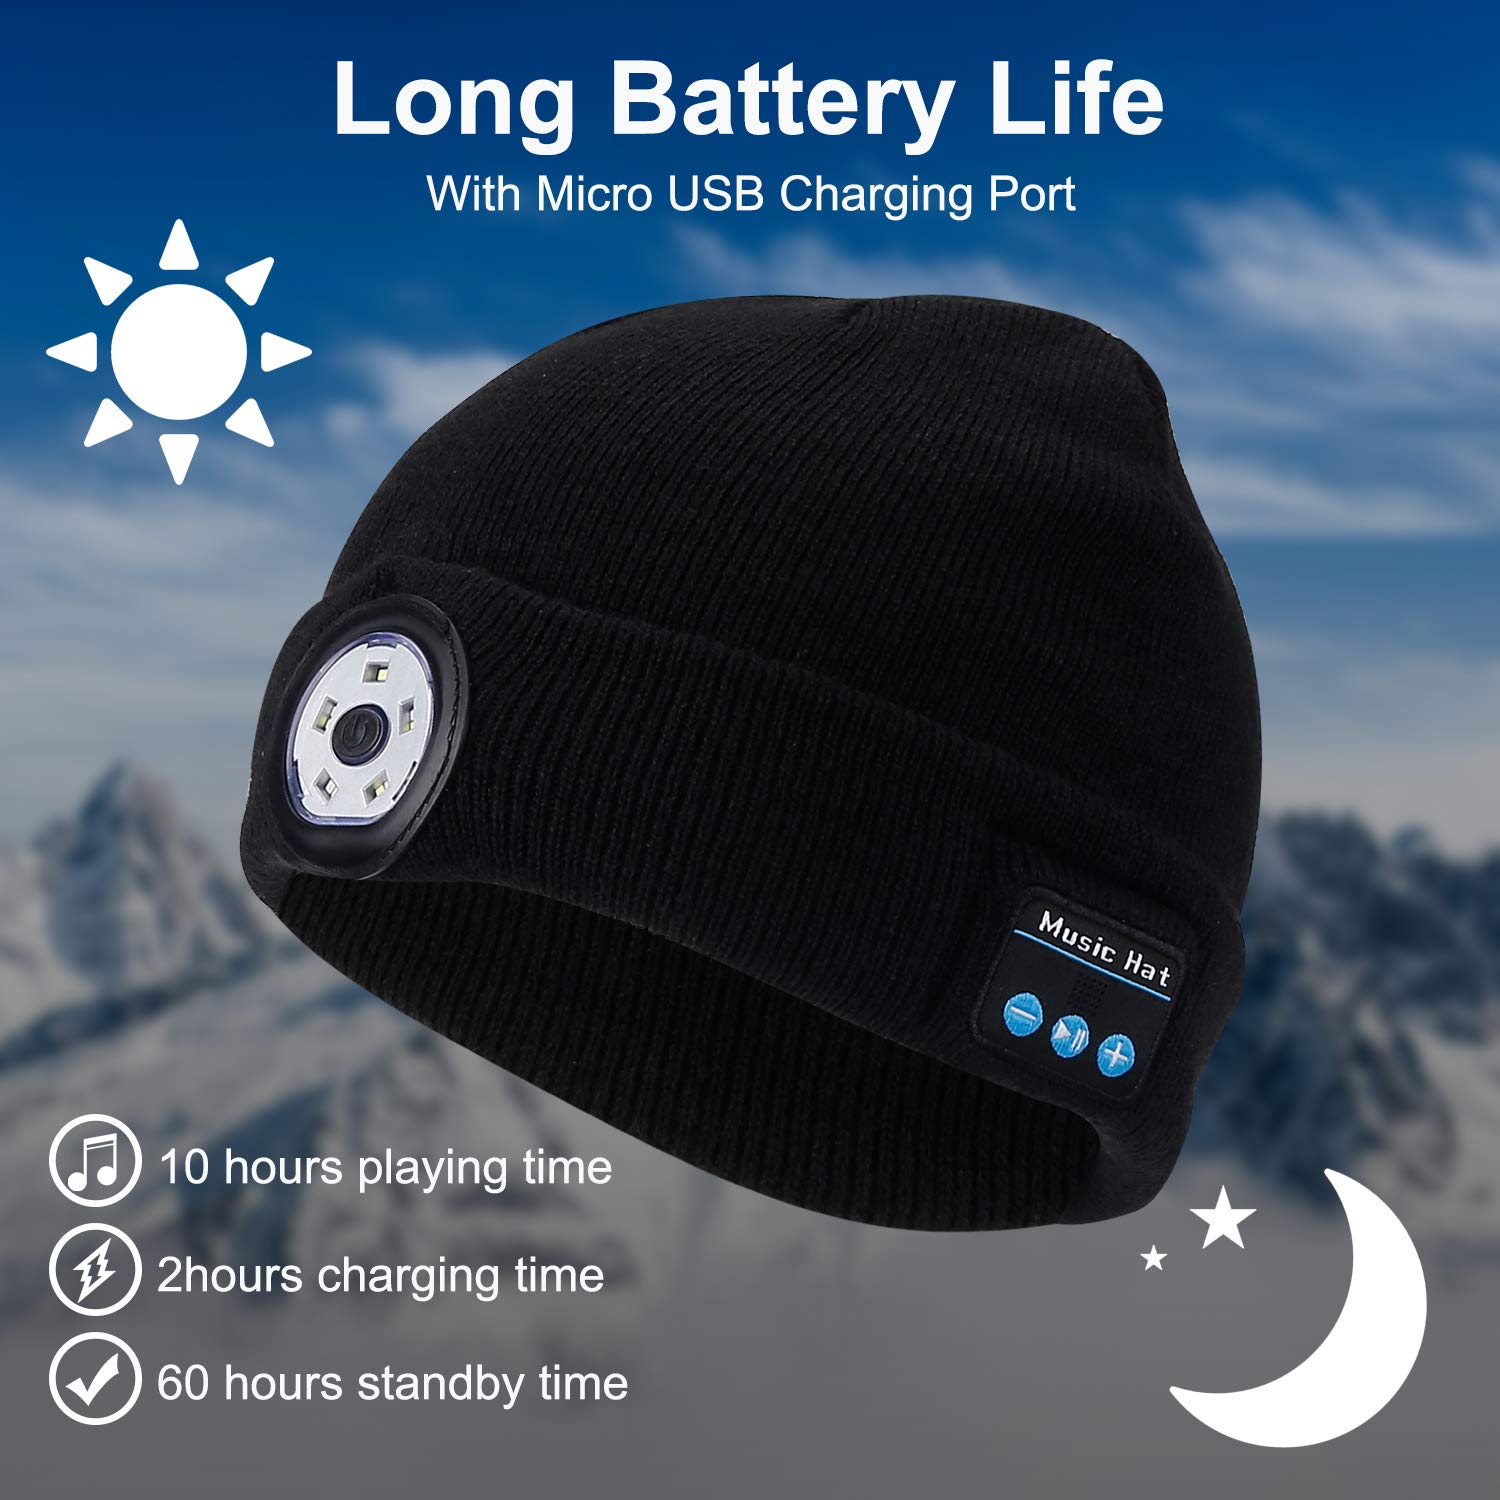 Long Battery Life
With Micro USB Charging Port
Music Hat
10 hours playing time
2hours charging time
60 hours standby time